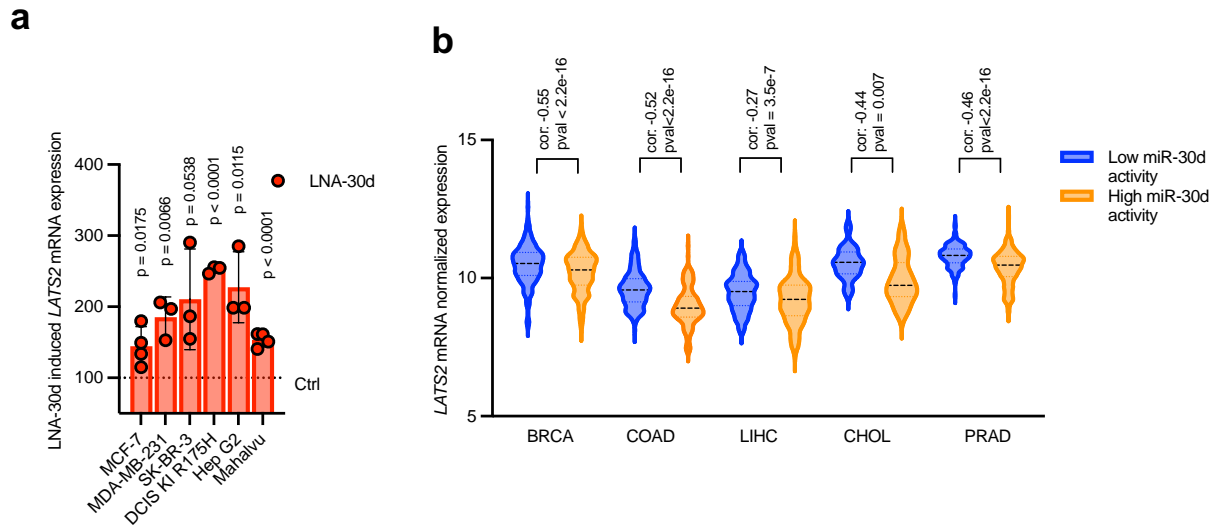 a
LNA-30d induced LATS2 mRNA expression
400
300
200
100
p = 0.0175
p = 0.0066
p = 0.0538
p < 0.0001
p = 0.0115
p < 0.0001
LNA-30d
Ctrl
MCF-7
MDA-MB-231
SK-BR-3
DCIS KI R175H
Hep G2
Mahalvu
b
LATS2 mRNA normalized expression
15
10
5
cor: -0.55
pval < 2.2e-16
cor: -0.52
pval<2.2e-16
cor: -0.27
pval = 3.5e-7
cor: -0.44
pval = 0.007
cor: -0.46
pval<2.2e-16
BRCA
COAD
LIHC
CHOL
PRAD
Low miR-30d
activity
High miR-30d
activity